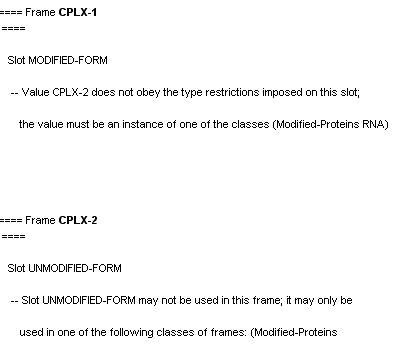 ==== Frame CPLX-1
====
Slot MODIFIED-FORM
-- Value CPLX-2 does not obey the type restrictions imposed on this slot;
the value must be an instance of one of the classes (Modified-Proteins RNA)
==== Frame CPLX-2
====
Slot UNMODIFIED-FORM
-- Slot UNMODIFIED-FORM may not be used in this frame; it may only be
used in one of the following classes of frames: (Modified-Proteins